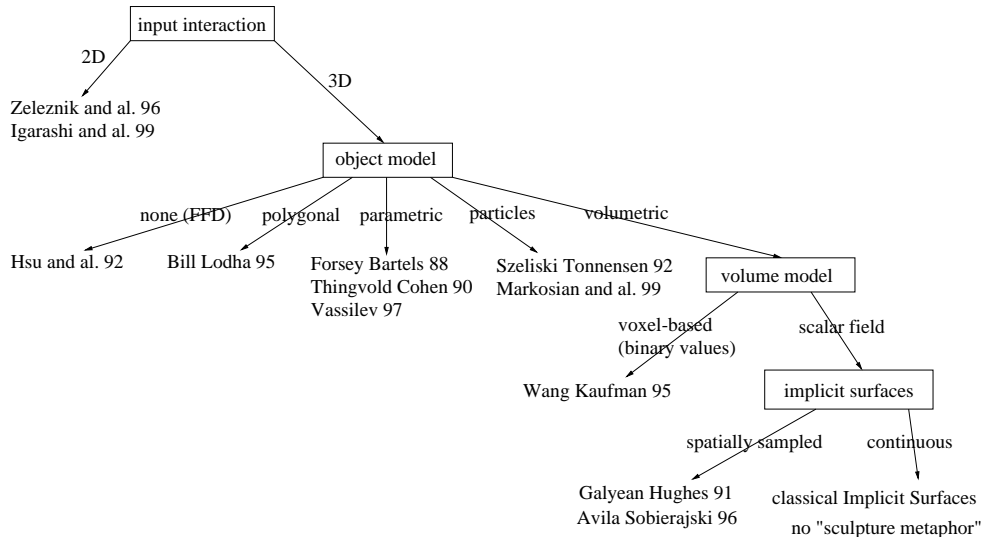 input interaction
2D
3D
Zeleznik and al. 96
Igarashi and al. 99
object model
none (FFD)
polygonal
parametric
particles
volumetric
Hsu and al. 92
Bill Lodha 95
Forsey Bartels 88
Thingvold Cohen 90
Vassilev 97
Szeliski Tonnensen 92
Markosian and al. 99
volume model
voxel-based
(binary values)
scalar field
Wang Kaufman 95
implicit surfaces
spatially sampled
continuous
Galyean Hughes 91
Avila Sobierajski 96
classical Implicit Surfaces
no "sculpture metaphor"